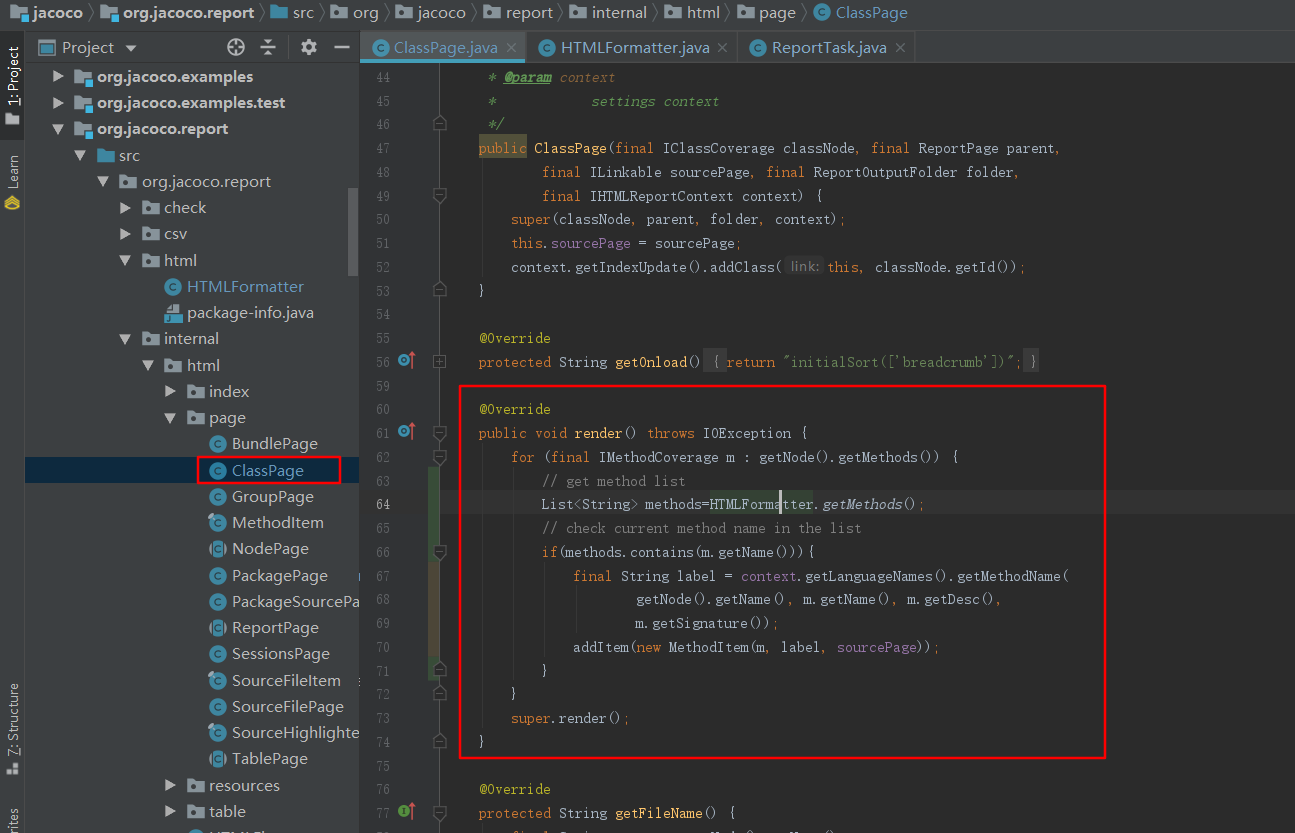 jacoco org.jacoco.report src org jacoco report internal html page ClassPage
Project
ClassPage.java HTMLFormatter.java ReportTask.java
1: Project
Learn
7: Structure
org.jacoco.examples
org.jacoco.examples.test
org.jacoco.report
src
org.jacoco.report
check
csv
html
HTMLFormatter
package-info.java
internal
html
index
page
BundlePage
ClassPage
GroupPage
MethodItem
NodePage
PackagePage
PackageSourcePa
ReportPage
SessionsPage
SourceFileItem
SourceFilePage
SourceHighlighte
TablePage
resources
table
44 * @param context
45 * settings context
46 */
47 public ClassPage(final IClassCoverage classNode, final ReportPage parent,
48 final ILinkable sourcePage, final ReportOutputFolder folder,
49 final IHTMLReportContext context) {
50 super(classNode, parent, folder, context);
51 this.sourcePage = sourcePage;
52 context.getIndexUpdate().addClass( link: this, classNode.getId());
53 }
54
55 @Override
56 protected String getOnload() { return "initialSort(['breadcrumb'])"; }
59
60 @Override
61 public void render() throws IOException {
62 for (final IMethodCoverage m : getNode().getMethods()) {
63 // get method list
64 List<String> methods=HTMLFormatter.getMethods();
65 // check current method name in the list
66 if(methods.contains(m.getName())){
67 final String label = context.getLanguageNames().getMethodName(
68 getNode().getName(), m.getName(), m.getDesc(),
69 m.getSignature());
70 addItem(new MethodItem(m, label, sourcePage));
71 }
72 }
73 super.render();
74 }
75
76 @Override
77 protected String getFileName() {